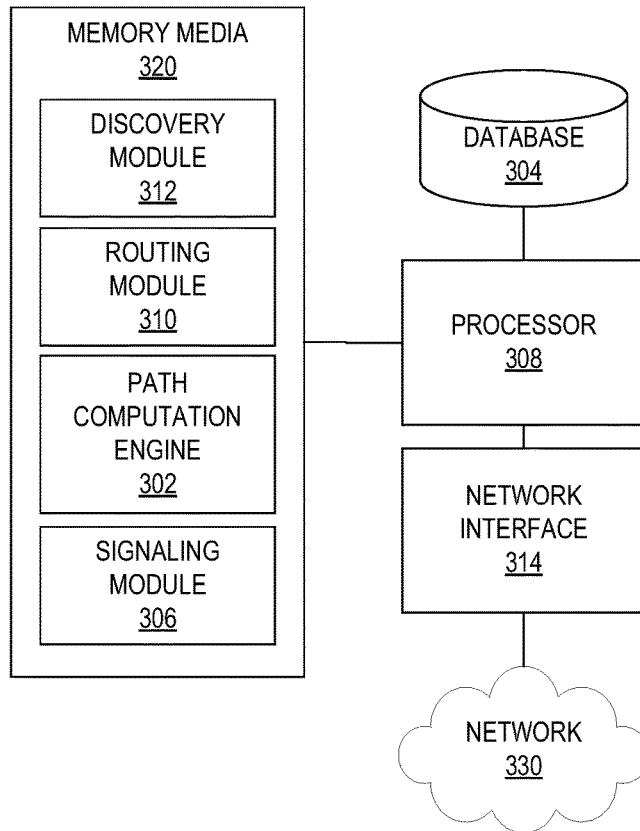 MEMORY MEDIA
320
DISCOVERY
MODULE
312
ROUTING
MODULE
310
PATH
COMPUTATION
ENGINE
302
SIGNALING
MODULE
306
DATABASE
304
PROCESSOR
308
NETWORK
INTERFACE
314
NETWORK
330